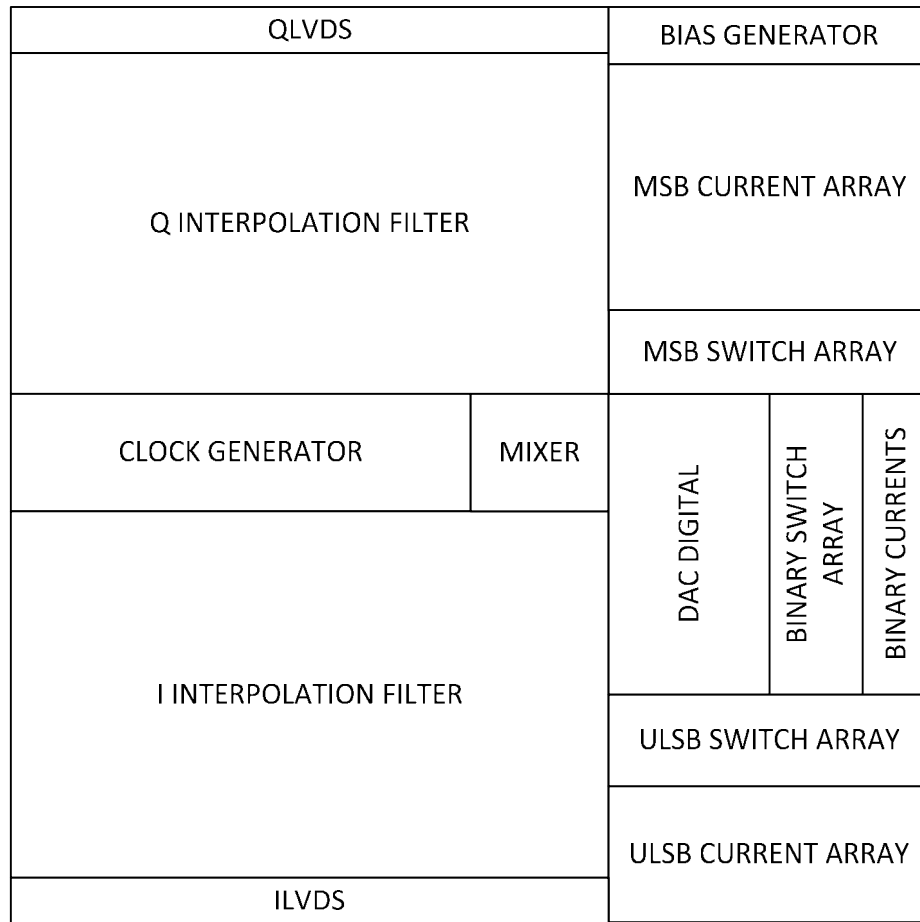 QLVDS
BIAS GENERATOR
Q INTERPOLATION FILTER
MSB CURRENT ARRAY
MSB SWITCH ARRAY
CLOCK GENERATOR
MIXER
DAC DIGITAL
BINARY SWITCH
ARRAY
BINARY CURRENTS
I INTERPOLATION FILTER
ULSB SWITCH ARRAY
ULSB CURRENT ARRAY
ILVDS